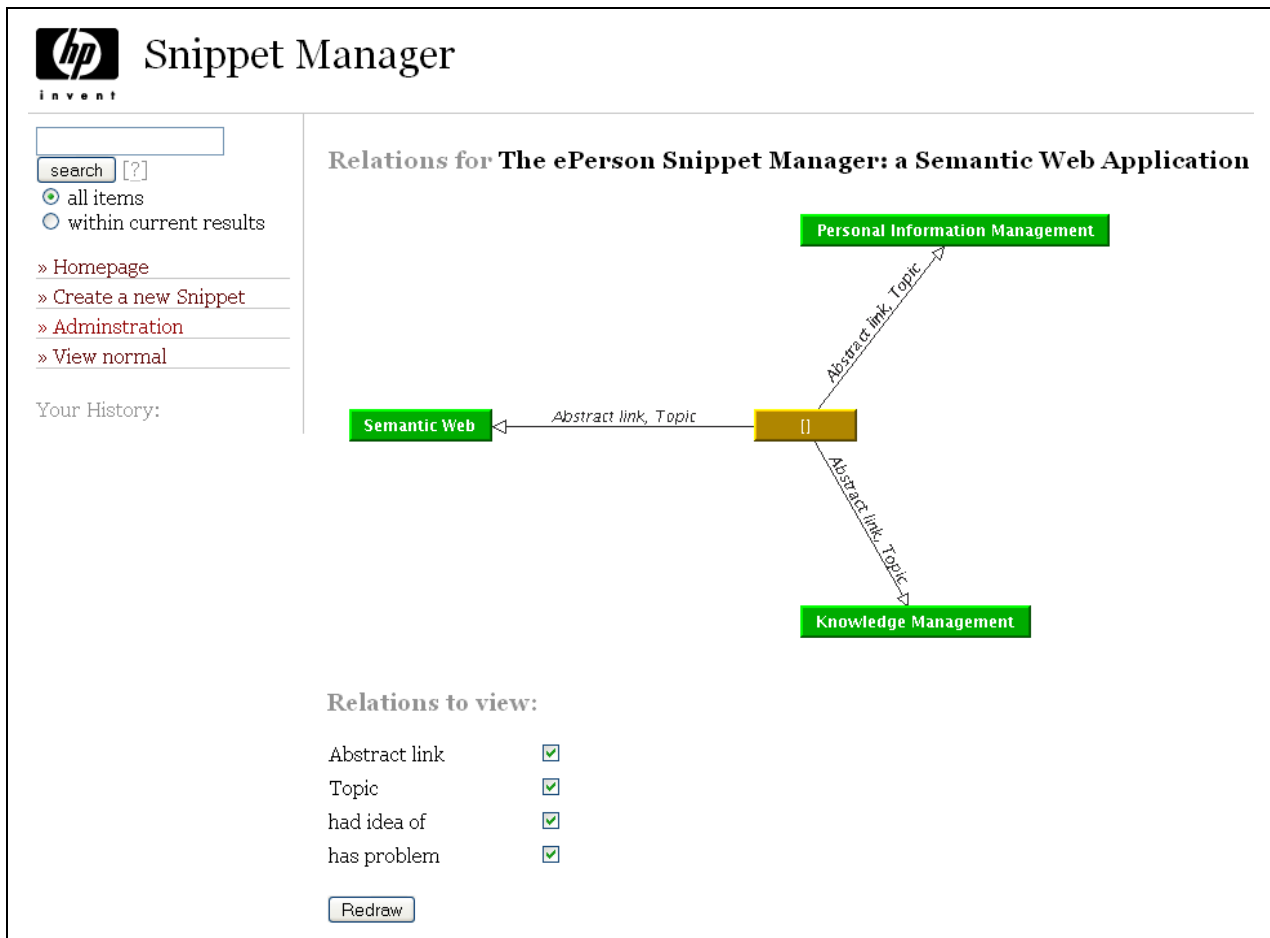 hp
invent
Snippet Manager
search [?]
all items
within current results
» Homepage
» Create a new Snippet
» Adminstration
» View normal
Your History:
Relations for The ePerson Snippet Manager: a Semantic Web Application
Personal Information Management
Abstract link, Topic
Semantic Web
Abstract link, Topic
[]
Abstract link, Topic
Knowledge Management
Relations to view:
Abstract link
Topic
had idea of
has problem
Redraw